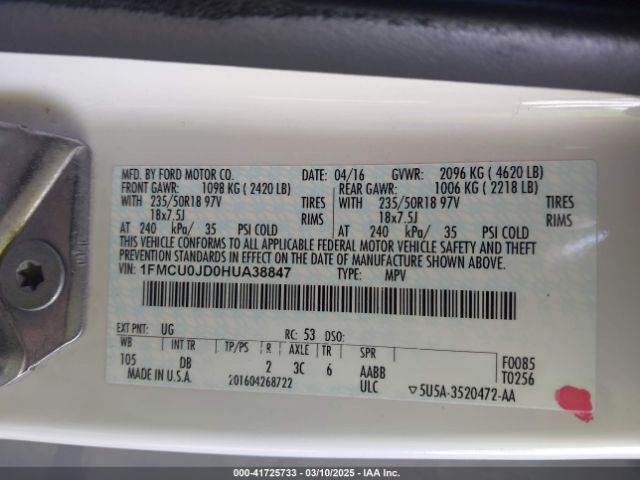 MFD. BY FORD MOTOR CO. DATE: 04/16 GVWR: 2096 KG ( 4620 LB)
FRONT GAWR: 1098 KG ( 2420 LB) REAR GAWR: 1006 KG ( 2218 LB)
WITH 235/50R18 97V TIRES WITH 235/50R18 97V TIRES
18x7.5J RIMS 18x7.5J RIMS
AT 240 kPa/ 35 PSI COLD AT 240 kPa/ 35 PSI COLD
THIS VEHICLE CONFORMS TO ALL APPLICABLE FEDERAL MOTOR VEHICLE SAFETY AND THEFT
PREVENTION STANDARDS IN EFFECT ON THE DATE OF MANUFACTURE SHOWN ABOVE.
VIN: 1FMCU0JD0HUA38847 TYPE: MPV
EXT PNT: UG RC: 53 DSO:
WB INT TR TP/PS R AXLE TR SPR F0085
105 DB 2 3C 6 AABB T0256
MADE IN U.S.A. 201604268722 ULC ▽5U5A-3520472-AA
000-41725733 — 03/10/2025 — IAAI.COM